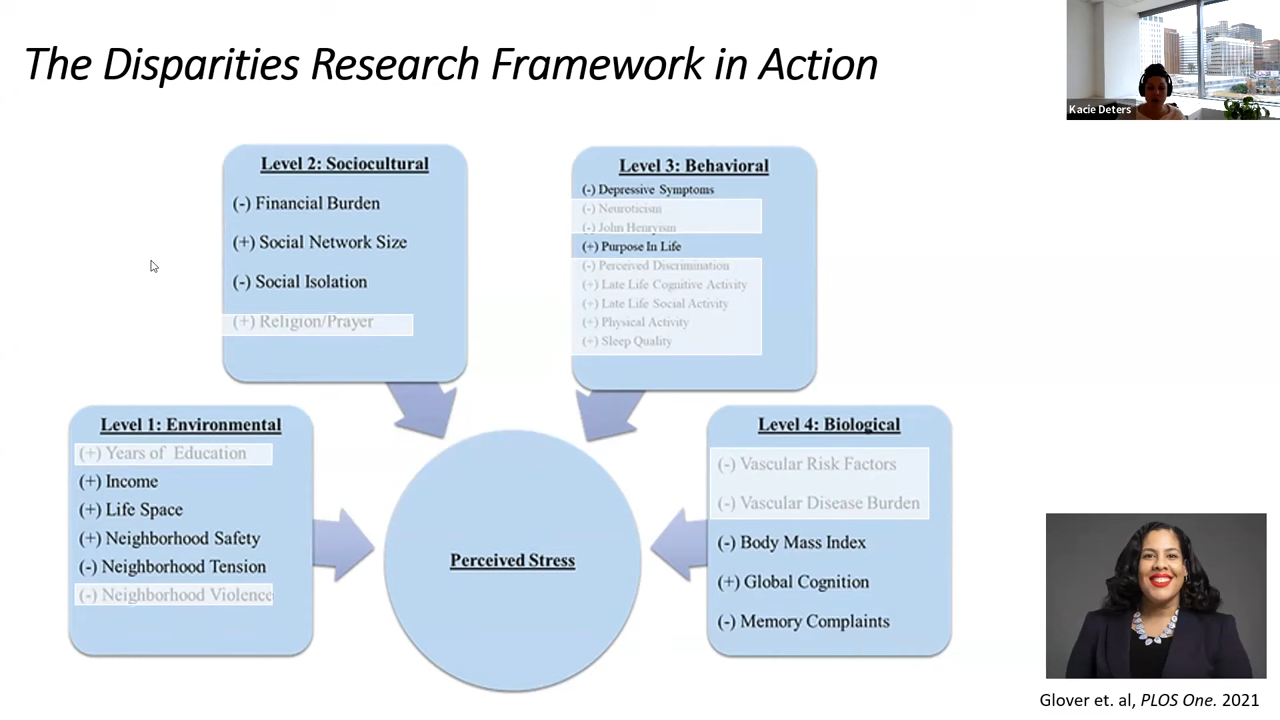 The Disparities Research Framework in Action
Kacie Deters
Level 2: Sociocultural
(-) Financial Burden
(+) Social Network Size
(-) Social Isolation
(+) Religion/Prayer
Level 3: Behavioral
(-) Depressive Symptoms
(-) Neuroticism
(-) John Henryism
(+) Purpose In Life
(-) Perceived Discrimination
(+) Late Life Cognitive Activity
(+) Late Life Social Activity
(+) Physical Activity
(+) Sleep Quality
Level 1: Environmental
(+) Years of Education
(+) Income
(+) Life Space
(+) Neighborhood Safety
(-) Neighborhood Tension
(-) Neighborhood Violence
Perceived Stress
Level 4: Biological
(-) Vascular Risk Factors
(-) Vascular Disease Burden
(-) Body Mass Index
(+) Global Cognition
(-) Memory Complaints
Glover et. al, PLOS One. 2021